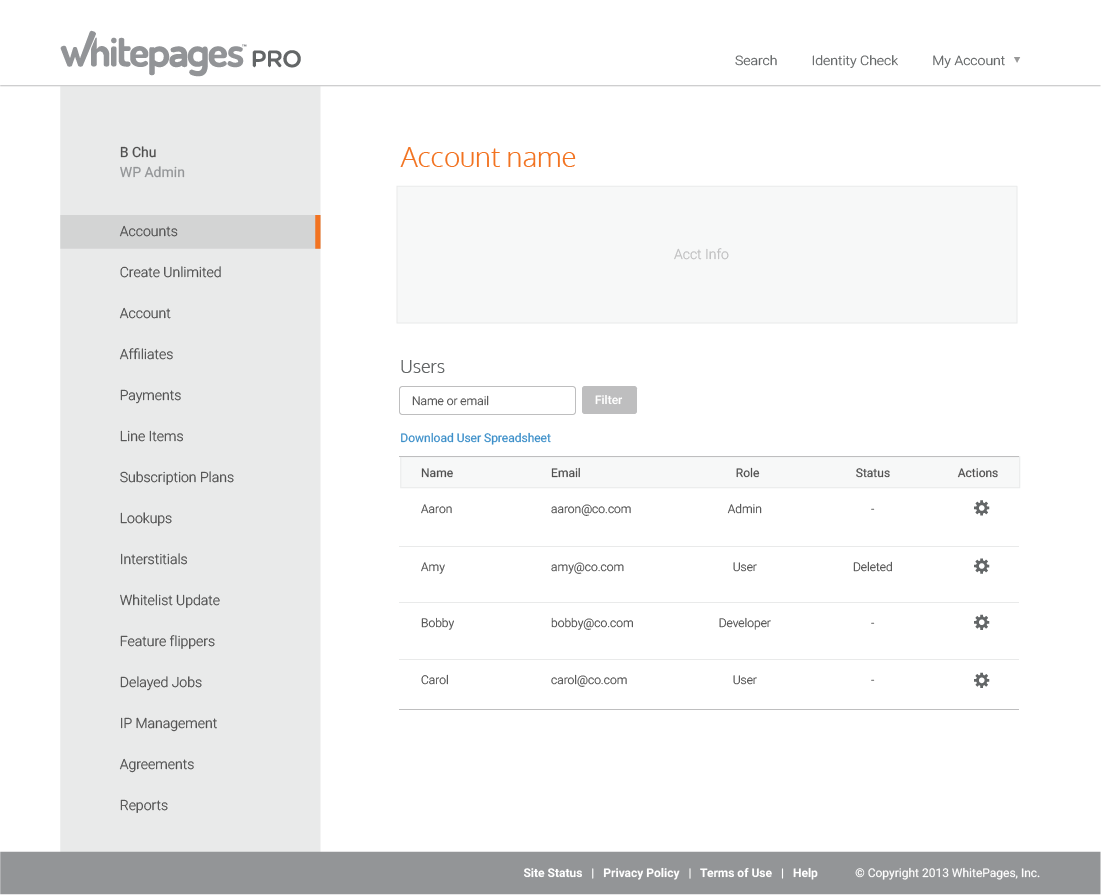 whitepages™ PRO
Search Identity Check My Account ▼
B Chu
WP Admin
Accounts
Create Unlimited
Account
Affiliates
Payments
Line Items
Subscription Plans
Lookups
Interstitials
Whitelist Update
Feature flippers
Delayed Jobs
IP Management
Agreements
Reports
Account name
Acct Info
Users
Name or email Filter
Download User Spreadsheet
Name Email Role Status Actions
Aaron aaron@co.com Admin -
Amy amy@co.com User Deleted
Bobby bobby@co.com Developer -
Carol carol@co.com User -
Site Status | Privacy Policy | Terms of Use | Help © Copyright 2013 WhitePages, Inc.